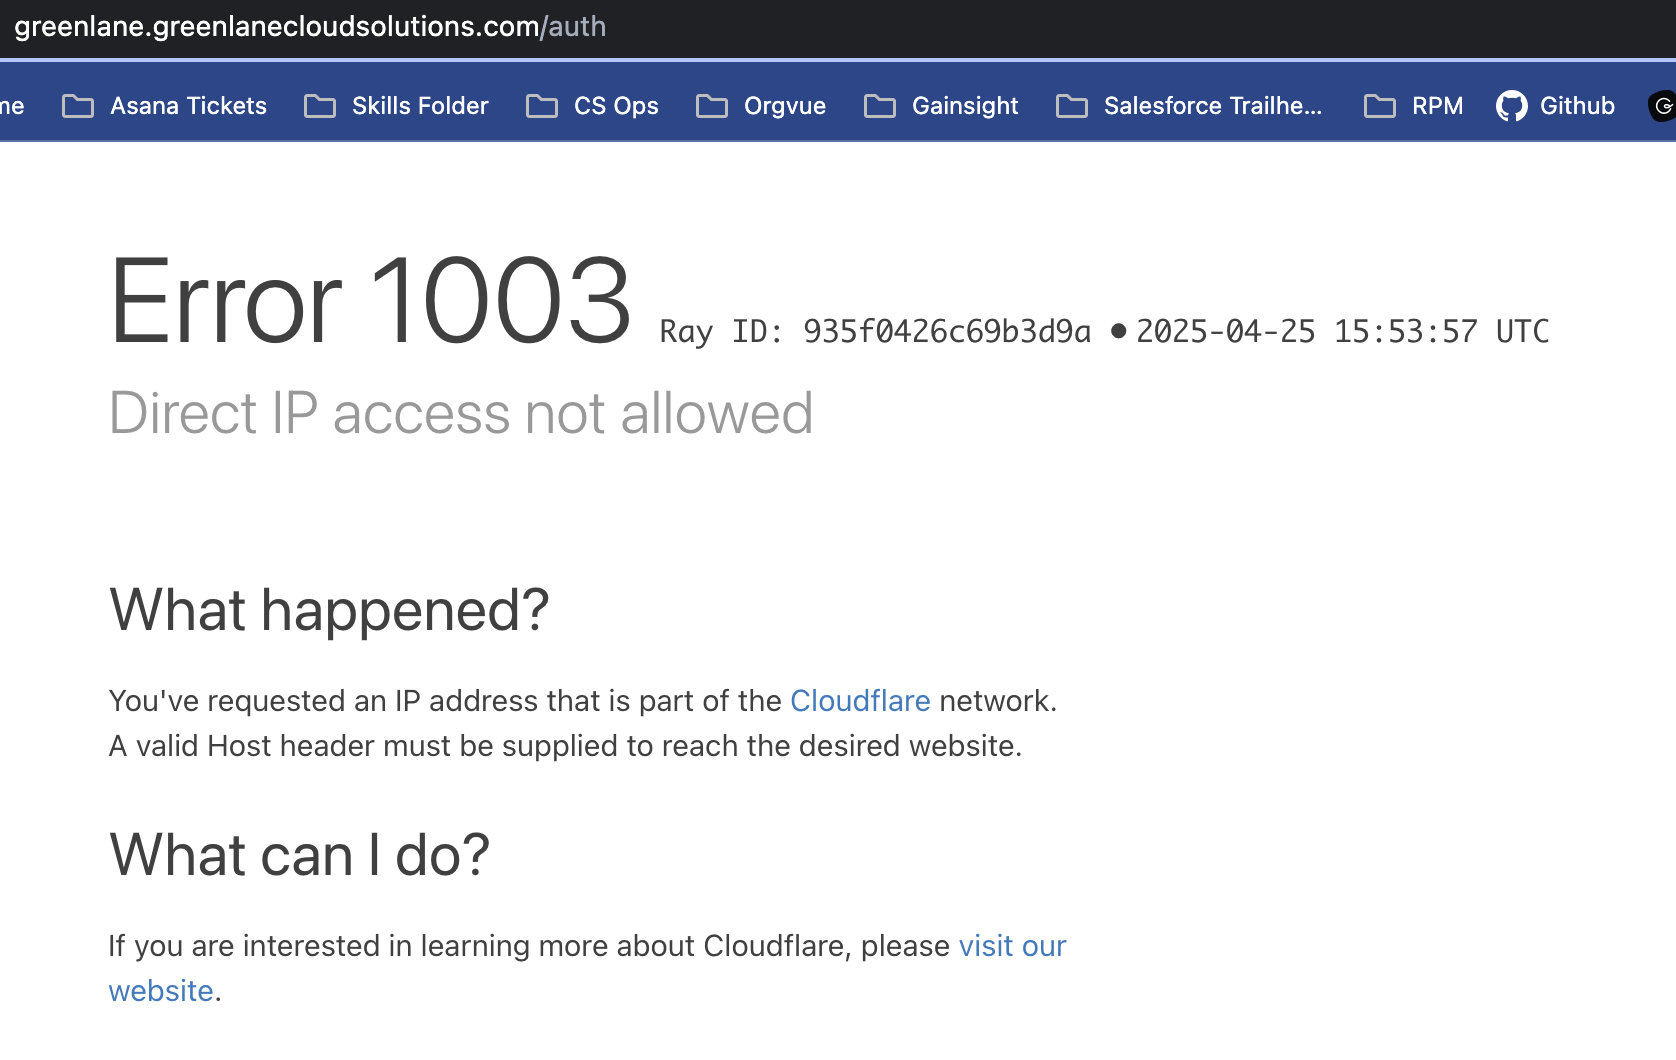 greenlane.greenlanecloudsolutions.com/auth
me Asana Tickets Skills Folder CS Ops Orgvue Gainsight Salesforce Trailhe... RPM Github
Error 1003 Ray ID: 935f0426c69b3d9a • 2025-04-25 15:53:57 UTC
Direct IP access not allowed
What happened?
You've requested an IP address that is part of the Cloudflare network.
A valid Host header must be supplied to reach the desired website.
What can I do?
If you are interested in learning more about Cloudflare, please visit our
website.